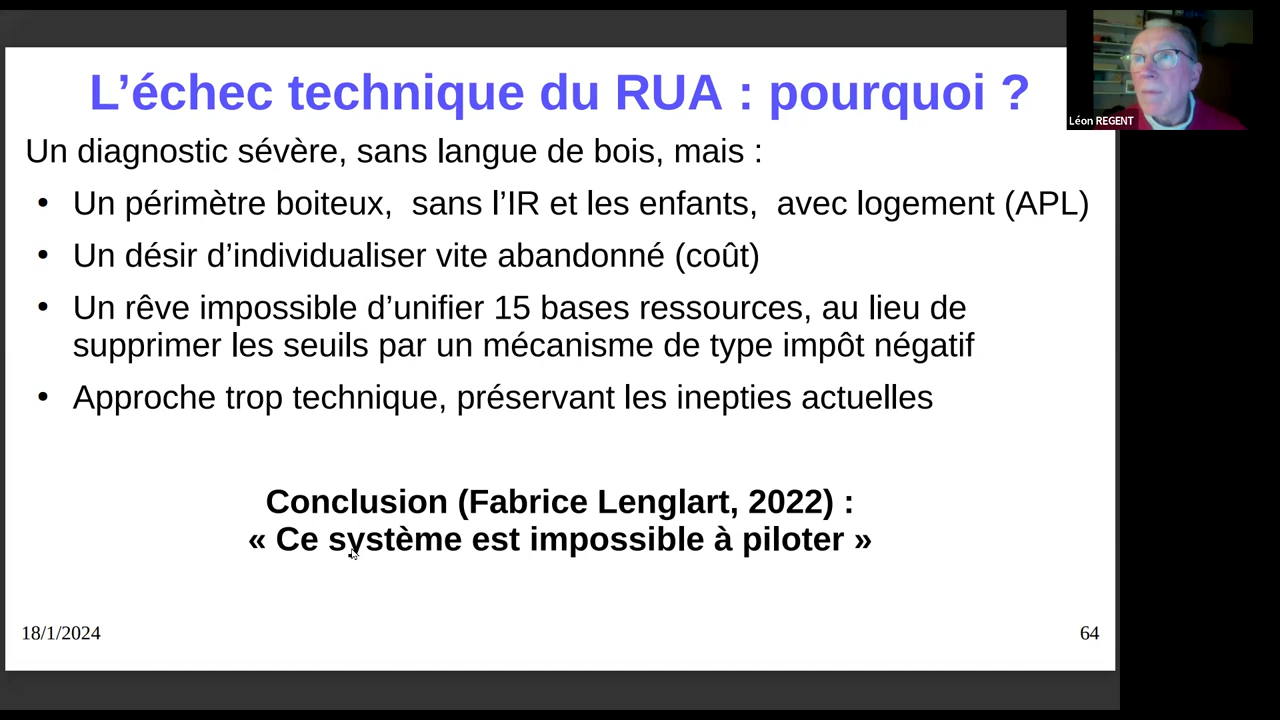 L'échec technique du RUA : pourquoi ?
Léon REGENT
Un diagnostic sévère, sans langue de bois, mais :
• Un périmètre boiteux,  sans l'IR et les enfants,  avec logement (APL)
• Un désir d'individualiser vite abandonné (coût)
• Un rêve impossible d'unifier 15 bases ressources, au lieu de
supprimer les seuils par un mécanisme de type impôt négatif
• Approche trop technique, préservant les inepties actuelles
Conclusion (Fabrice Lenglart, 2022) :
« Ce système est impossible à piloter »
18/1/2024
64